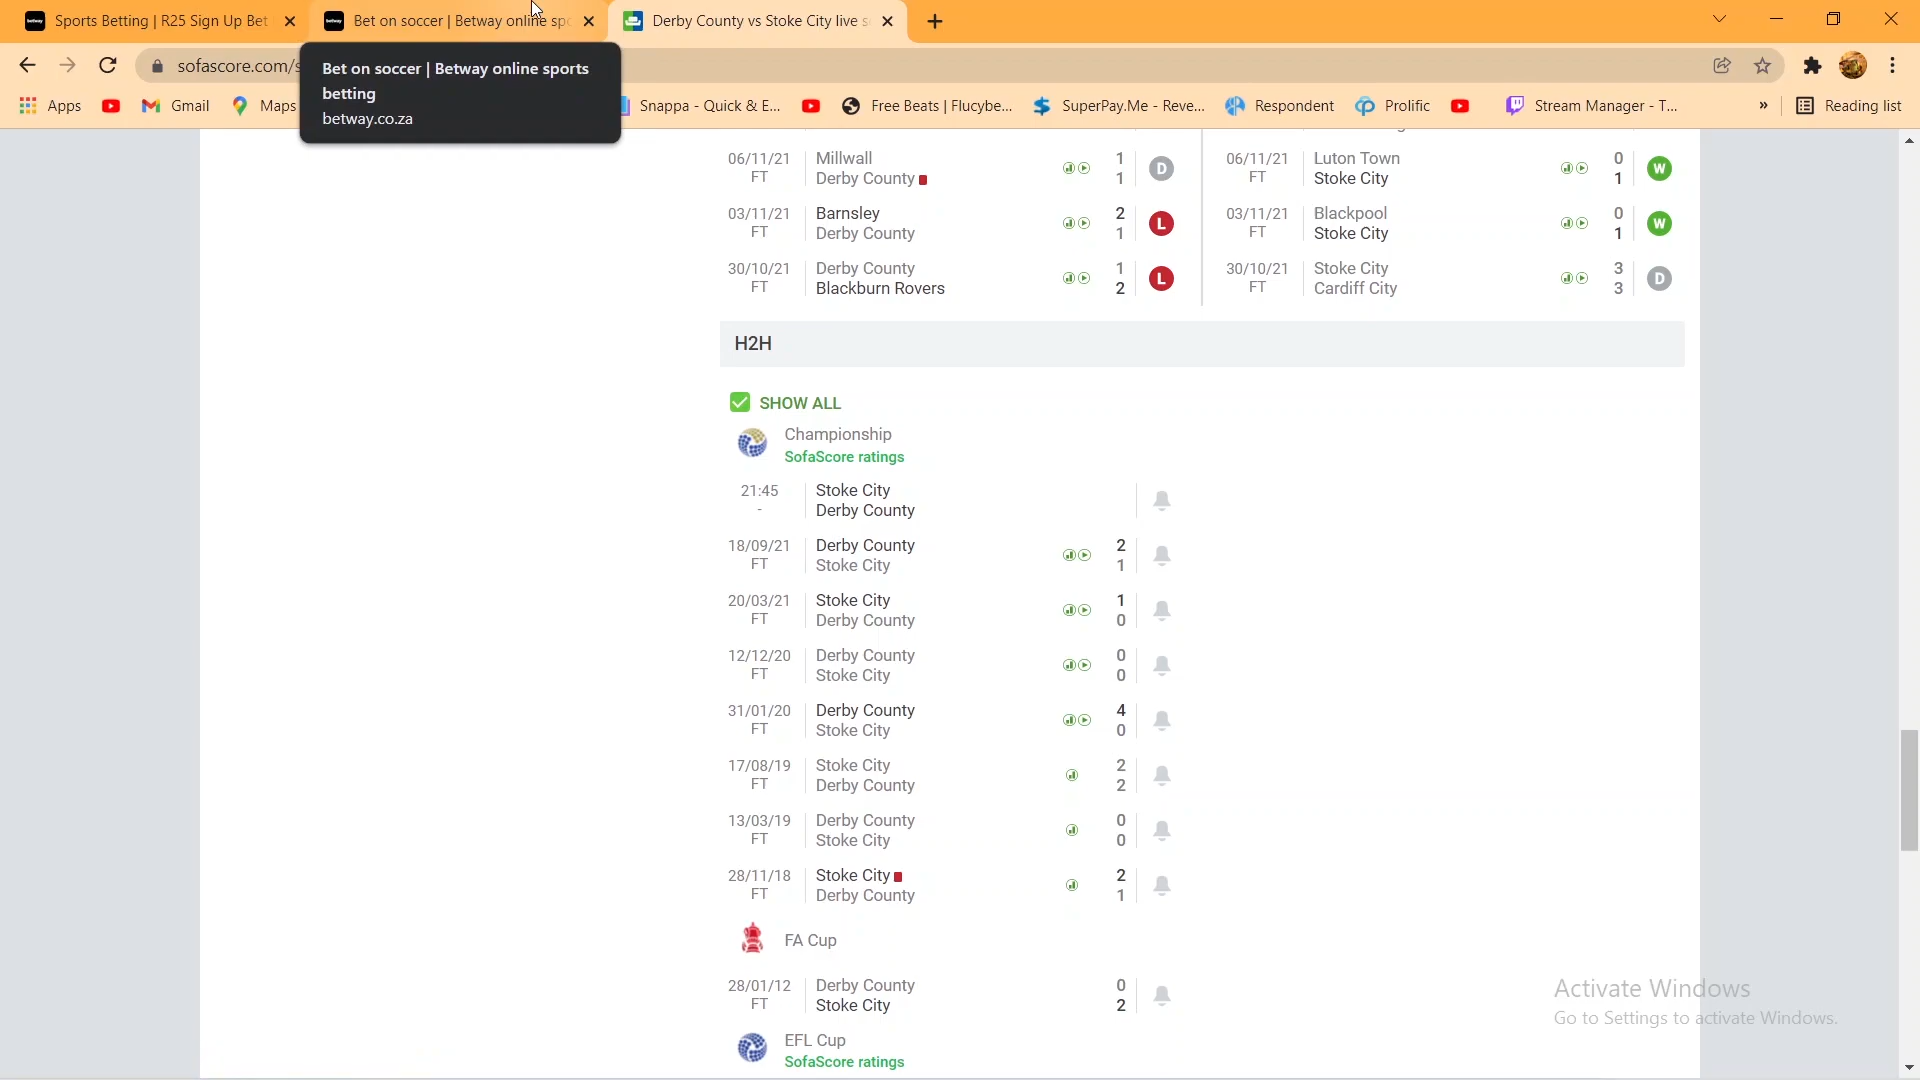 Sports Betting | R25 Sign Up Bet
Bet on soccer | Betway online spo
Derby County vs Stoke City live s
sofascore.com/s
Bet on soccer | Betway online sports
betting
betway.co.za
Apps
Gmail
Maps
Snappa - Quick & E...
Free Beats | Flucybe...
SuperPay.Me - Reve...
Respondent
Prolific
Stream Manager - T...
»
Reading list
06/11/21 Millwall 1 D
FT Derby County 1
06/11/21 Luton Town 0 W
FT Stoke City 1
03/11/21 Barnsley 2 L
FT Derby County 1
03/11/21 Blackpool 0 W
FT Stoke City 1
30/10/21 Derby County 1 L
FT Blackburn Rovers 2
30/10/21 Stoke City 3 D
FT Cardiff City 3
H2H
SHOW ALL
Championship
SofaScore ratings
21:45 Stoke City
- Derby County
18/09/21 Derby County 2
FT Stoke City 1
20/03/21 Stoke City 1
FT Derby County 0
12/12/20 Derby County 0
FT Stoke City 0
31/01/20 Derby County 4
FT Stoke City 0
17/08/19 Stoke City 2
FT Derby County 2
13/03/19 Derby County 0
FT Stoke City 0
28/11/18 Stoke City 2
FT Derby County 1
FA Cup
28/01/12 Derby County 0
FT Stoke City 2
EFL Cup
SofaScore ratings
Activate Windows
Go to Settings to activate Windows.